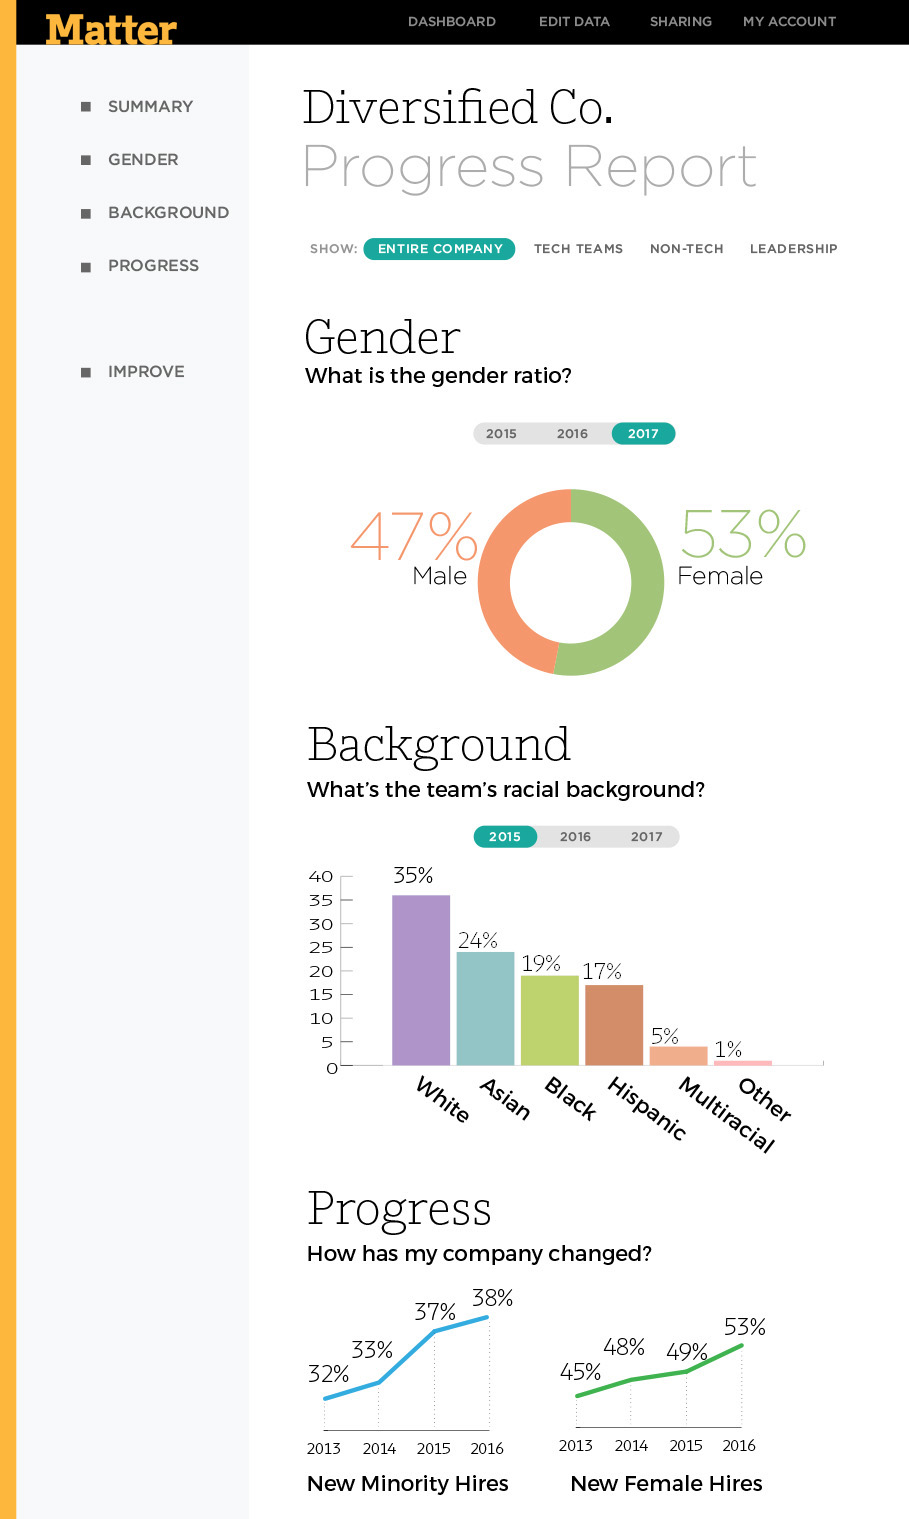 Matter
DASHBOARD EDIT DATA SHARING MY ACCOUNT
SUMMARY
GENDER
BACKGROUND
PROGRESS
IMPROVE
Diversified Co.
Progress Report
SHOW: ENTIRE COMPANY TECH TEAMS NON-TECH LEADERSHIP
Gender
What is the gender ratio?
2015 2016 2017
47% 53%
Male Female
Background
What's the team's racial background?
2015 2016 2017
40
35
30
25
20
15
10
5
0
35%
24%
19%
17%
5%
1%
White
Asian
Black
Hispanic
Multiracial
Other
Progress
How has my company changed?
32% 33% 37% 38%
2013 2014 2015 2016
New Minority Hires
45% 48% 49% 53%
2013 2014 2015 2016
New Female Hires